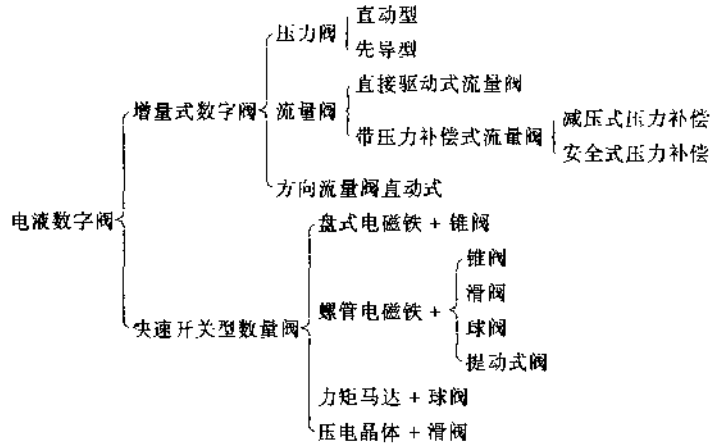 直动型
压力阀
先导型
直接驱动式流量阀
增量式数字阀
流量阀
减压式压力补偿
带压力补偿式流量阀
安全式压力补偿
方向流量阀直动式
电液数字阀
盘式电磁铁 + 锥阀
锥阀
滑阀
螺管电磁铁 +
快速开关型数量阀
球阀
提动式阀
力矩马达 + 球阀
压电晶体 + 滑阀